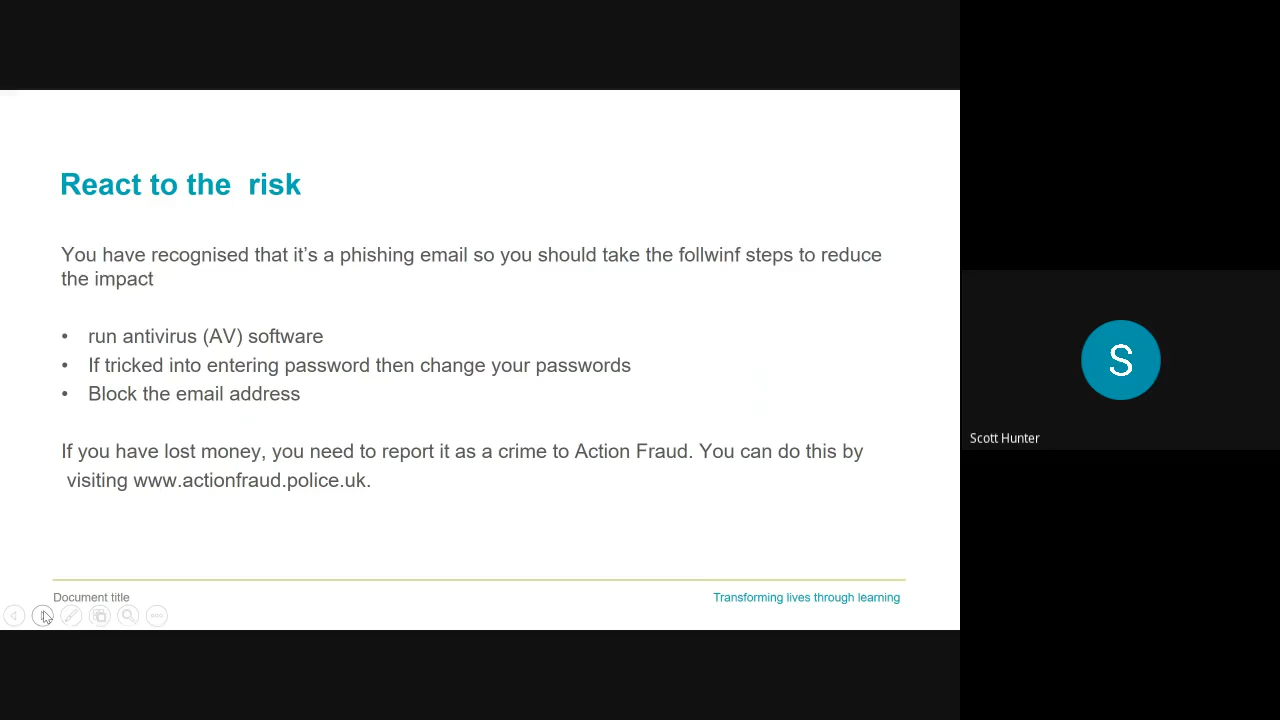 React to the  risk
You have recognised that it's a phishing email so you should take the follwinf steps to reduce
the impact
• run antivirus (AV) software
• If tricked into entering password then change your passwords
• Block the email address
If you have lost money, you need to report it as a crime to Action Fraud. You can do this by
visiting www.actionfraud.police.uk.
Document title
Transforming lives through learning
S
Scott Hunter